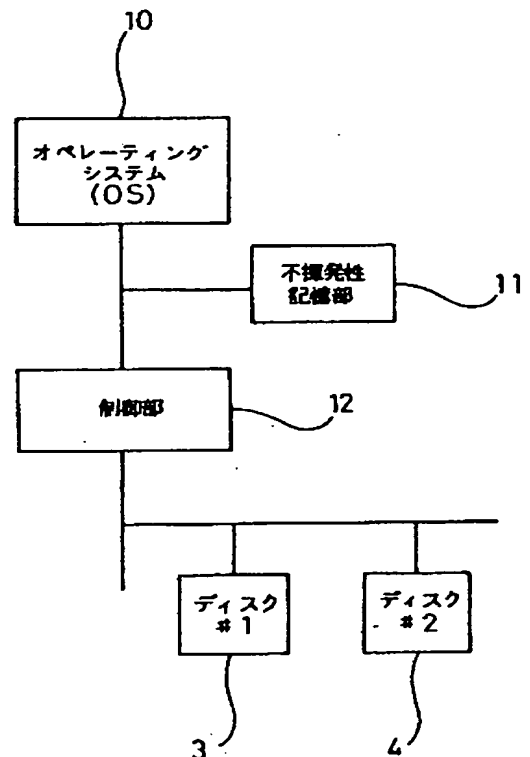 10
オペレーティング
システム
(OS)
不揮発性
記憶部
11
制御部
12
ディスク
#1
ディスク
#2
3
4